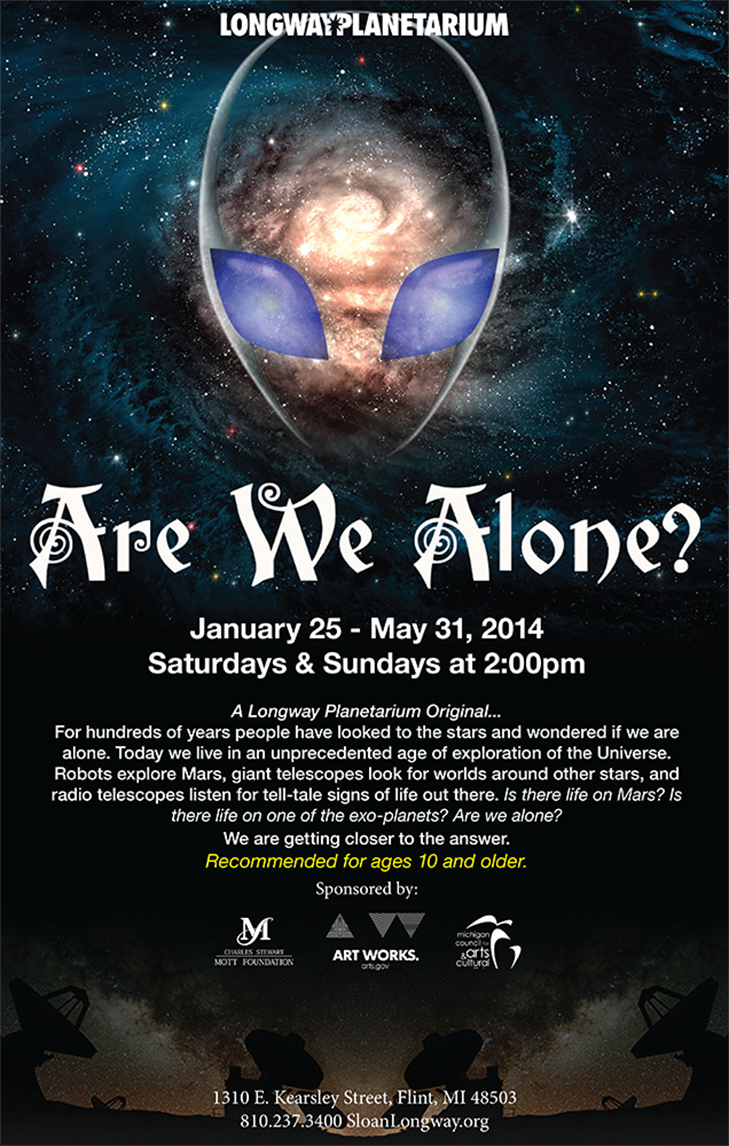 LONGWAY PLANETARIUM
Are We Alone?
January 25 - May 31, 2014
Saturdays & Sundays at 2:00pm
A Longway Planetarium Original...
For hundreds of years people have looked to the stars and wondered if we are
alone. Today we live in an unprecedented age of exploration of the Universe.
Robots explore Mars, giant telescopes look for worlds around other stars, and
radio telescopes listen for tell-tale signs of life out there. Is there life on Mars? Is
there life on one of the exo-planets? Are we alone?
We are getting closer to the answer.
Recommended for ages 10 and older.
Sponsored by:
M
CHARLES STEWART
MOTT FOUNDATION
ART WORKS.
arts.gov
michigan
council for
&arts
cultural
1310 E. Kearsley Street, Flint, MI 48503
810.237.3400 SloanLongway.org